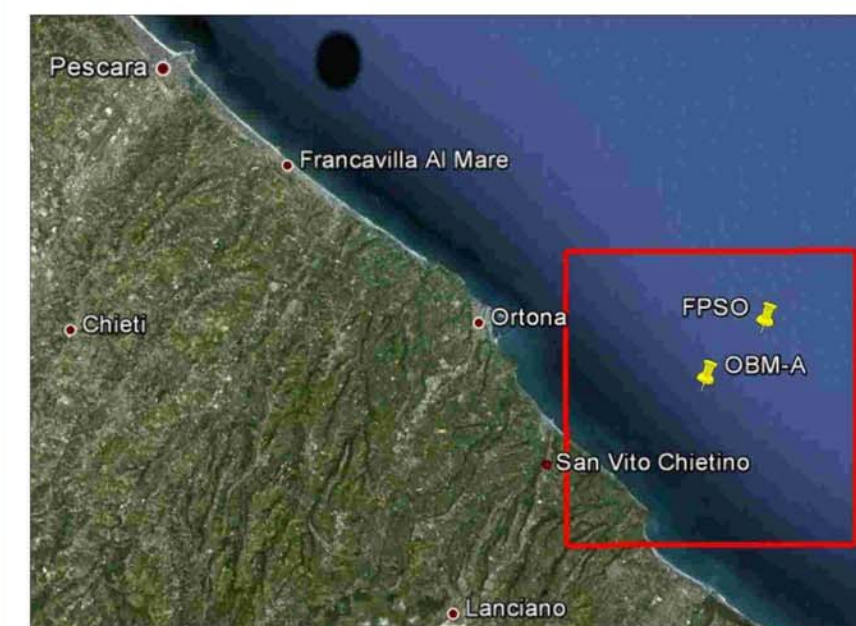 Pescara
Francavilla Al Mare
FPSO
Ortona
Chieti
OBM-A
San Vito Chietino
Lanciano